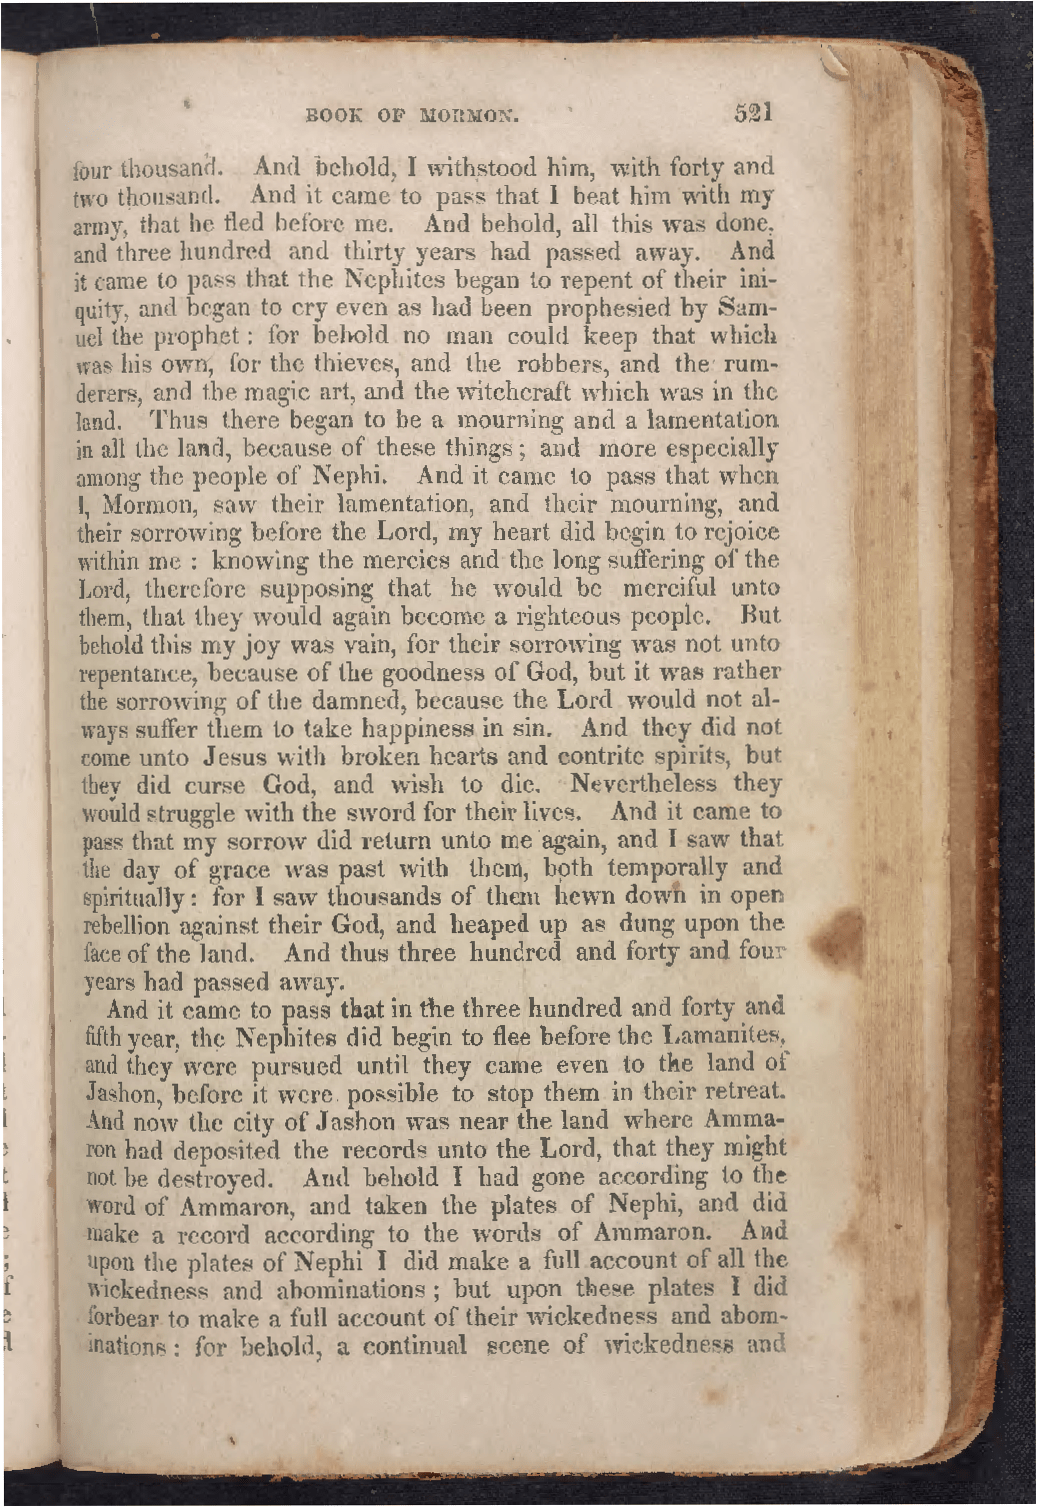 BOOK OF MORMON. 521
four thousand. And behold, I withstood him, with forty and
two thousand. And it came to pass that I beat him with my
army, that he fled before me. And behold, all this was done,
and three hundred and thirty years had passed away. And
it came to pass that the Nephites began to repent of their ini-
quity, and began to cry even as had been prophesied by Sam-
uel the prophet : for behold no man could keep that which
was his own, for the thieves, and the robbers, and the rum-
derers, and the magic art, and the witchcraft which was in the
land. Thus there began to be a mourning and a lamentation
in all the land, because of these things ; and more especially
among the people of Nephi. And it came to pass that when
I, Mormon, saw their lamentation, and their mourning, and
their sorrowing before the Lord, my heart did begin to rejoice
within me : knowing the mercies and the long suffering of the
Lord, therefore supposing that he would be merciful unto
them, that they would again become a righteous people. But
behold this my joy was vain, for their sorrowing was not unto
repentance, because of the goodness of God, but it was rather
the sorrowing of the damned, because the Lord would not al-
ways suffer them to take happiness in sin. And they did not
come unto Jesus with broken hearts and contrite spirits, but
they did curse God, and wish to die. Nevertheless they
would struggle with the sword for their lives. And it came to
pass that my sorrow did return unto me again, and I saw that
the day of grace was past with them, both temporally and
spiritually : for I saw thousands of them hewn down in open
rebellion against their God, and heaped up as dung upon the
face of the land. And thus three hundred and forty and four
years had passed away.
And it came to pass that in the three hundred and forty and
fifth year, the Nephites did begin to flee before the Lamanites,
and they were pursued until they came even to the land of
Jashon, before it were possible to stop them in their retreat.
And now the city of Jashon was near the land where Amma-
ron had deposited the records unto the Lord, that they might
not be destroyed. And behold I had gone according to the
word of Ammaron, and taken the plates of Nephi, and did
make a record according to the words of Ammaron. And
upon the plates of Nephi I did make a full account of all the
wickedness and abominations ; but upon these plates I did
forbear to make a full account of their wickedness and abom-
inations : for behold, a continual scene of wickedness and